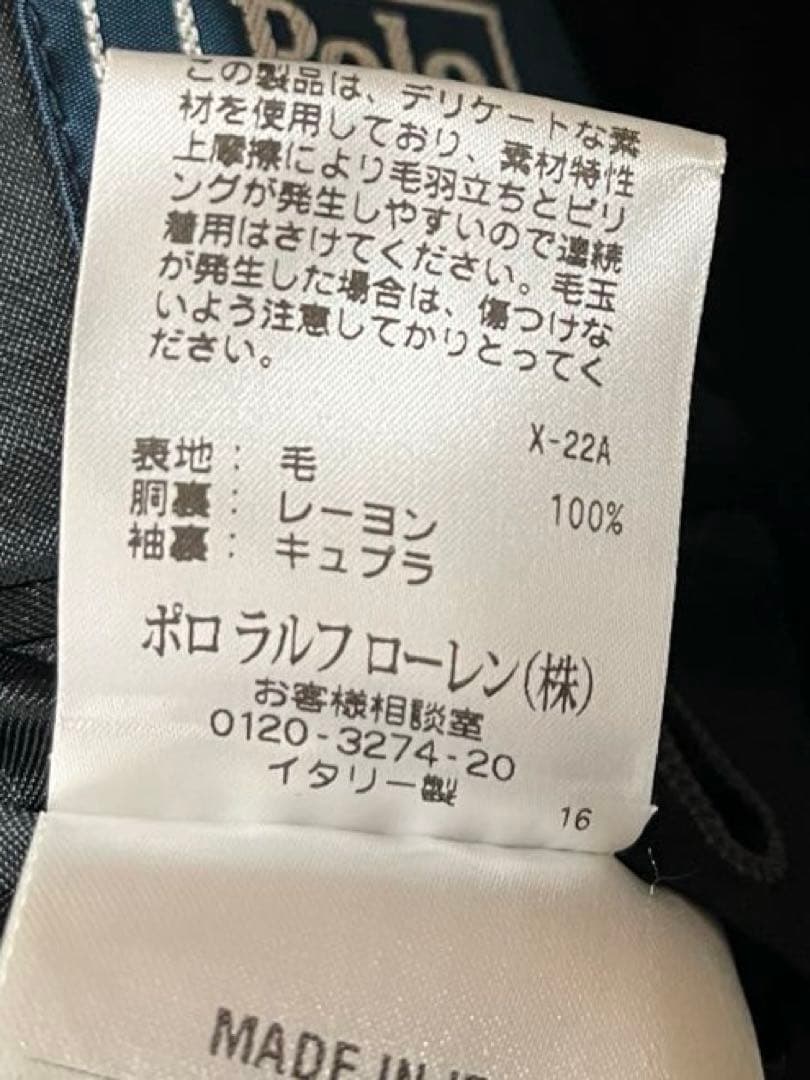 Polo
この製品は、デリケートな素
材を使用しており、素材特性
上摩擦により毛羽立ちとピリ
ングが発生しやすいので連続
着用はさけてください。毛玉
が発生した場合は、傷つけな
いよう注意してかりとってく
ださい。
X-22A
表地: 毛 100%
胴裏: レーヨン
袖裏: キュプラ
ポロ ラルフ ローレン(株)
お客様相談室
0120-3274-20
イタリー製
16
MADE IN